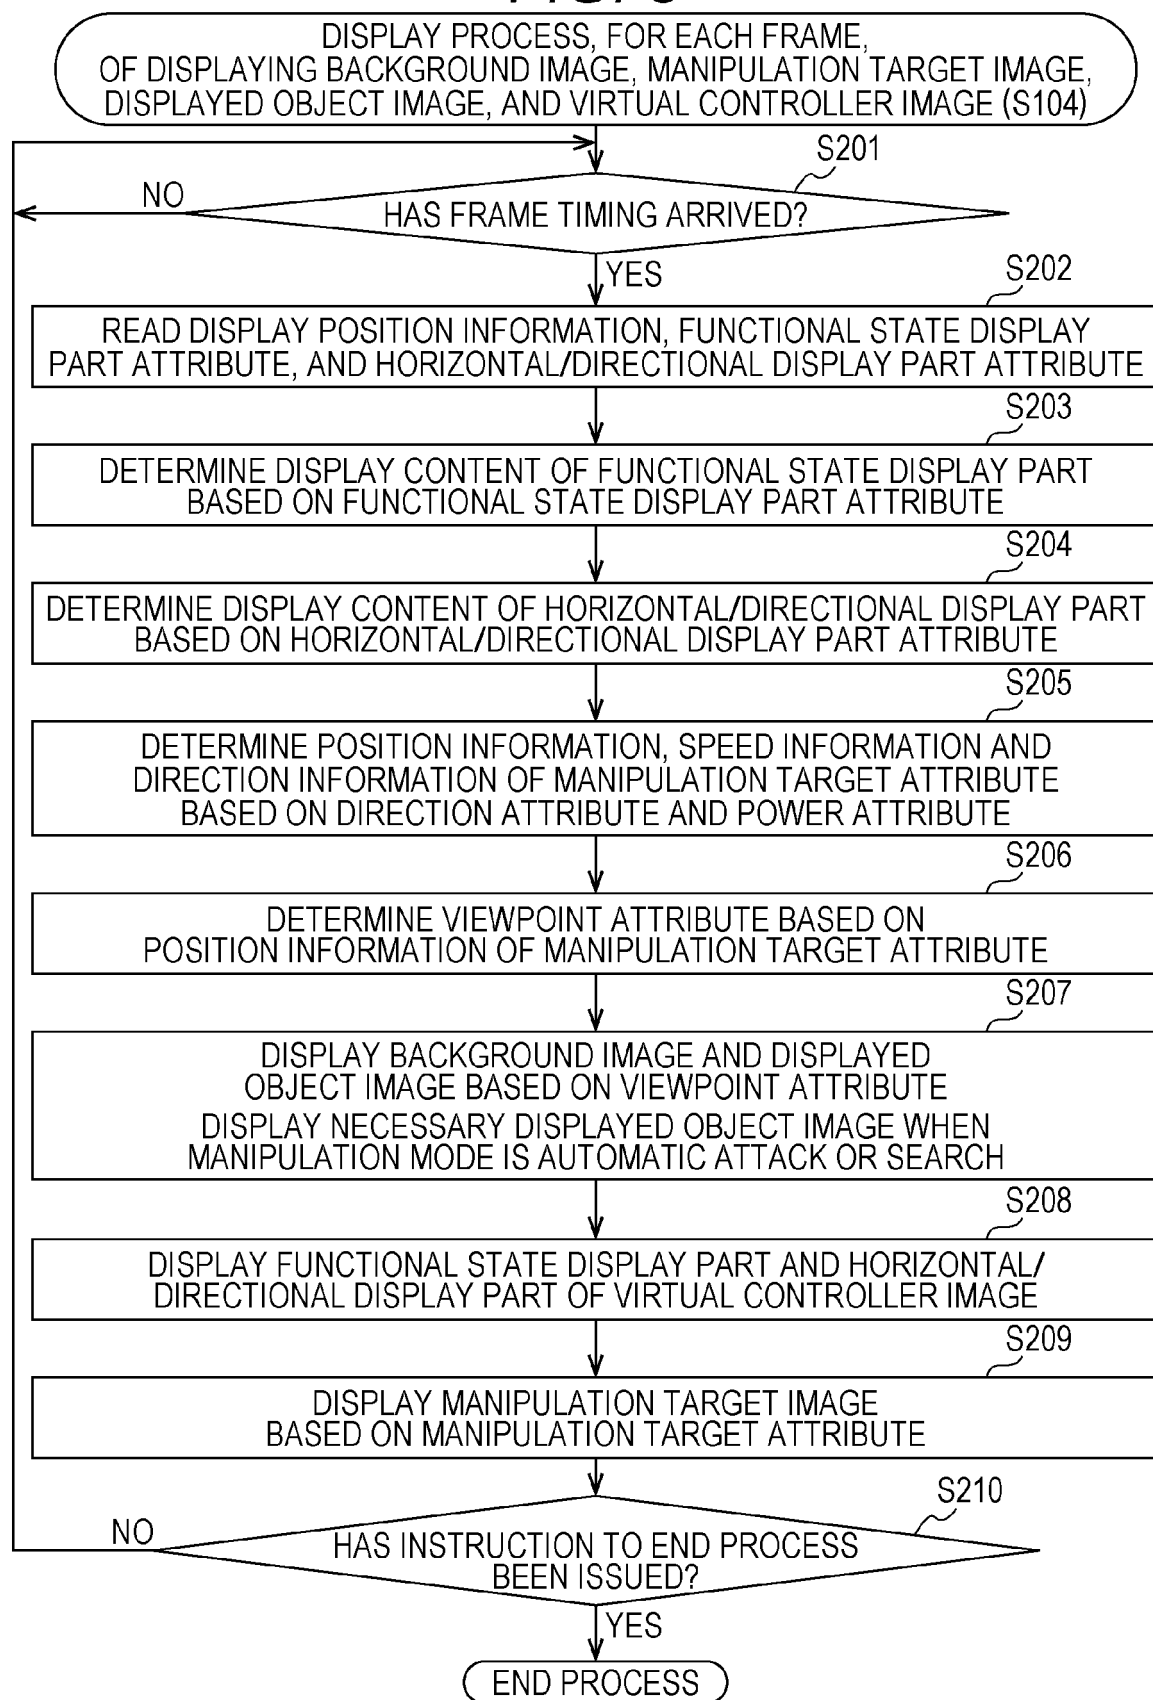 DISPLAY PROCESS, FOR EACH FRAME,
OF DISPLAYING BACKGROUND IMAGE, MANIPULATION TARGET IMAGE,
DISPLAYED OBJECT IMAGE, AND VIRTUAL CONTROLLER IMAGE (S104)
S201
NO
HAS FRAME TIMING ARRIVED?
YES
S202
READ DISPLAY POSITION INFORMATION, FUNCTIONAL STATE DISPLAY
PART ATTRIBUTE, AND HORIZONTAL/DIRECTIONAL DISPLAY PART ATTRIBUTE
S203
DETERMINE DISPLAY CONTENT OF FUNCTIONAL STATE DISPLAY PART
BASED ON FUNCTIONAL STATE DISPLAY PART ATTRIBUTE
S204
DETERMINE DISPLAY CONTENT OF HORIZONTAL/DIRECTIONAL DISPLAY PART
BASED ON HORIZONTAL/DIRECTIONAL DISPLAY PART ATTRIBUTE
S205
DETERMINE POSITION INFORMATION, SPEED INFORMATION AND
DIRECTION INFORMATION OF MANIPULATION TARGET ATTRIBUTE
BASED ON DIRECTION ATTRIBUTE AND POWER ATTRIBUTE
S206
DETERMINE VIEWPOINT ATTRIBUTE BASED ON
POSITION INFORMATION OF MANIPULATION TARGET ATTRIBUTE
S207
DISPLAY BACKGROUND IMAGE AND DISPLAYED
OBJECT IMAGE BASED ON VIEWPOINT ATTRIBUTE
DISPLAY NECESSARY DISPLAYED OBJECT IMAGE WHEN
MANIPULATION MODE IS AUTOMATIC ATTACK OR SEARCH
S208
DISPLAY FUNCTIONAL STATE DISPLAY PART AND HORIZONTAL/
DIRECTIONAL DISPLAY PART OF VIRTUAL CONTROLLER IMAGE
S209
DISPLAY MANIPULATION TARGET IMAGE
BASED ON MANIPULATION TARGET ATTRIBUTE
S210
NO
HAS INSTRUCTION TO END PROCESS
BEEN ISSUED?
YES
END PROCESS